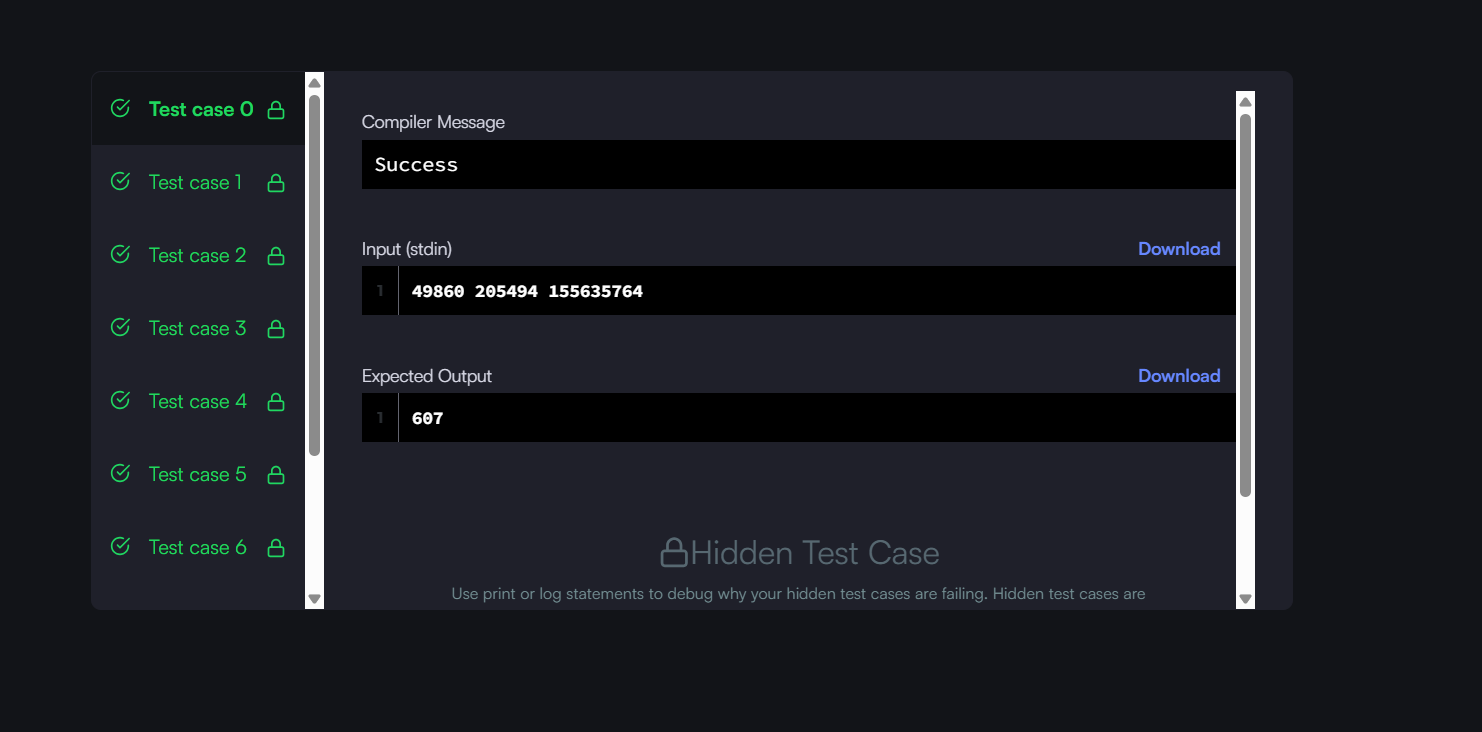 Test case 0
Test case 1
Test case 2
Test case 3
Test case 4
Test case 5
Test case 6
Compiler Message
Success
Input (stdin)
Download
1
49860 205494 155635764
Expected Output
Download
1
607
Hidden Test Case
Use print or log statements to debug why your hidden test cases are failing. Hidden test cases are